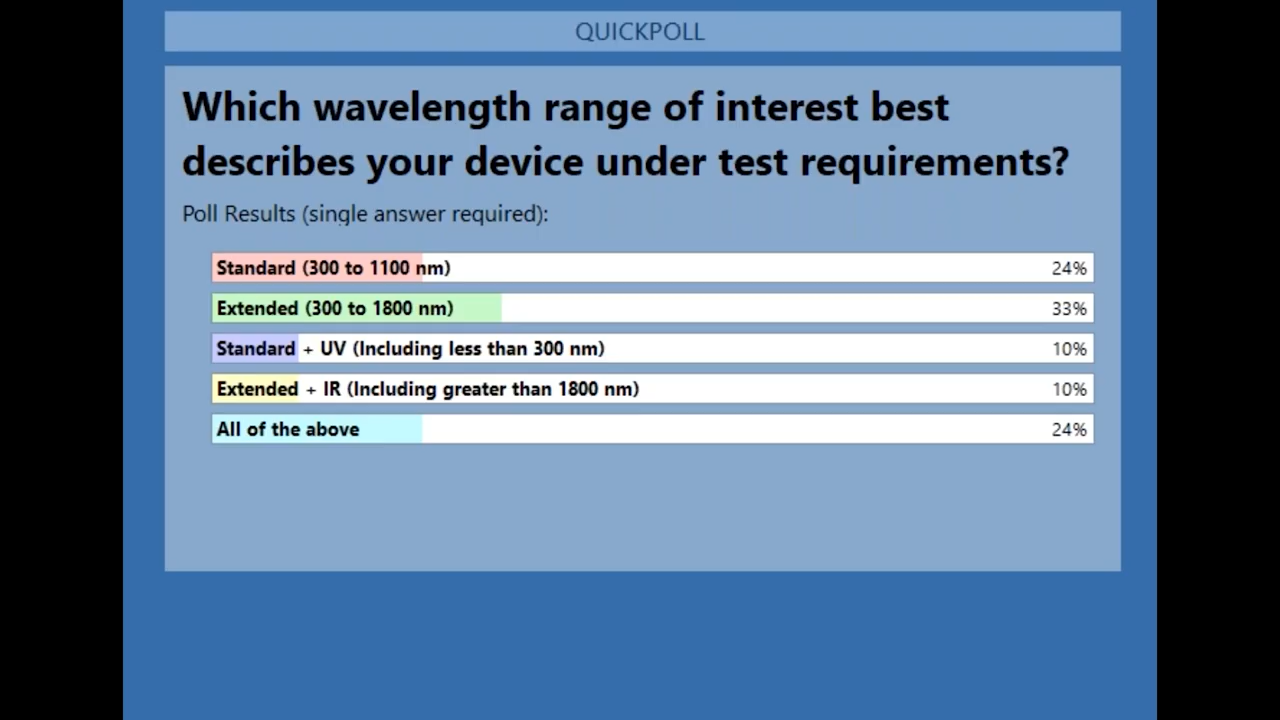 QUICKPOLL
Which wavelength range of interest best
describes your device under test requirements?
Poll Results (single answer required):
Standard (300 to 1100 nm) 24%
Extended (300 to 1800 nm) 33%
Standard + UV (Including less than 300 nm) 10%
Extended + IR (Including greater than 1800 nm) 10%
All of the above 24%